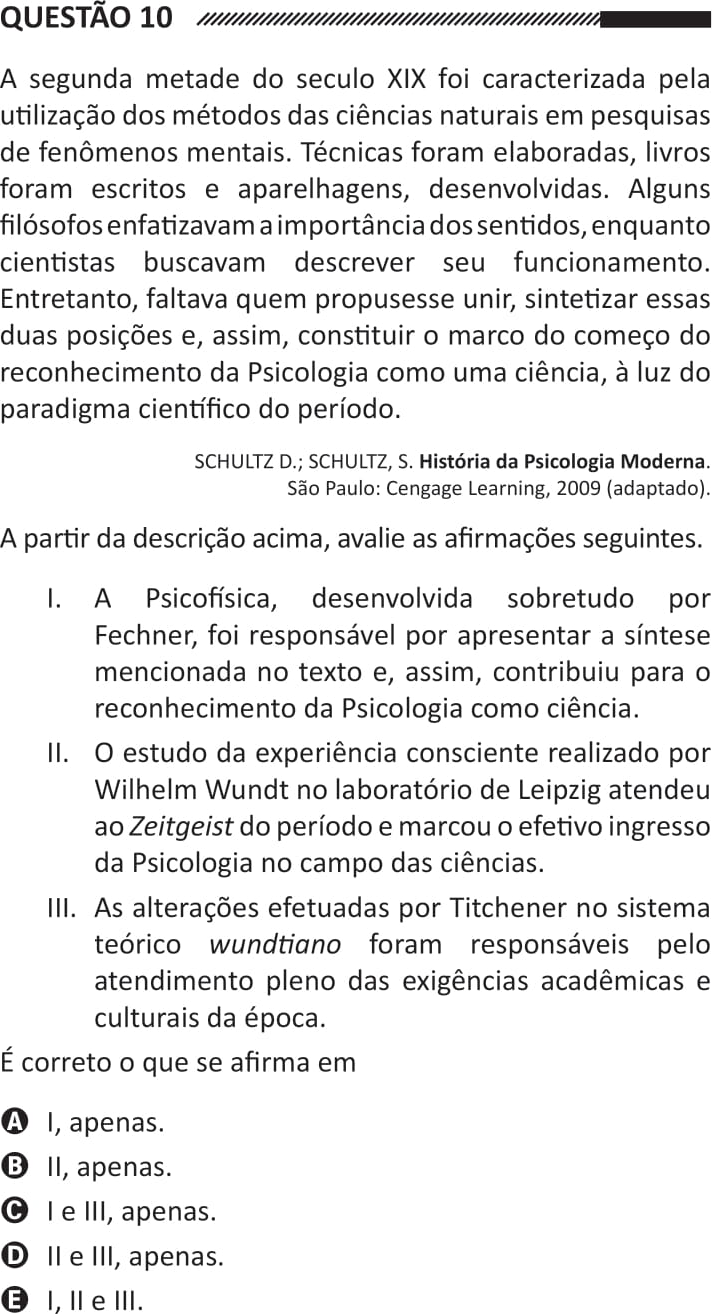 QUESTÃO 10
A segunda metade do seculo XIX foi caracterizada pela
utilização dos métodos das ciências naturais em pesquisas
de fenômenos mentais. Técnicas foram elaboradas, livros
foram escritos e aparelhagens, desenvolvidas. Alguns
filósofos enfatizavam a importância dos sentidos, enquanto
cientistas buscavam descrever seu funcionamento.
Entretanto, faltava quem propusesse unir, sintetizar essas
duas posições e, assim, constituir o marco do começo do
reconhecimento da Psicologia como uma ciência, à luz do
paradigma científico do período.
SCHULTZ D.; SCHULTZ, S. História da Psicologia Moderna.
São Paulo: Cengage Learning, 2009 (adaptado).
A partir da descrição acima, avalie as afirmações seguintes.
I. A Psicofísica, desenvolvida sobretudo por
Fechner, foi responsável por apresentar a síntese
mencionada no texto e, assim, contribuiu para o
reconhecimento da Psicologia como ciência.
II. O estudo da experiência consciente realizado por
Wilhelm Wundt no laboratório de Leipzig atendeu
ao Zeitgeist do período e marcou o efetivo ingresso
da Psicologia no campo das ciências.
III. As alterações efetuadas por Titchener no sistema
teórico wundtiano foram responsáveis pelo
atendimento pleno das exigências acadêmicas e
culturais da época.
É correto o que se afirma em
A I, apenas.
B II, apenas.
C I e III, apenas.
D II e III, apenas.
E I, II e III.